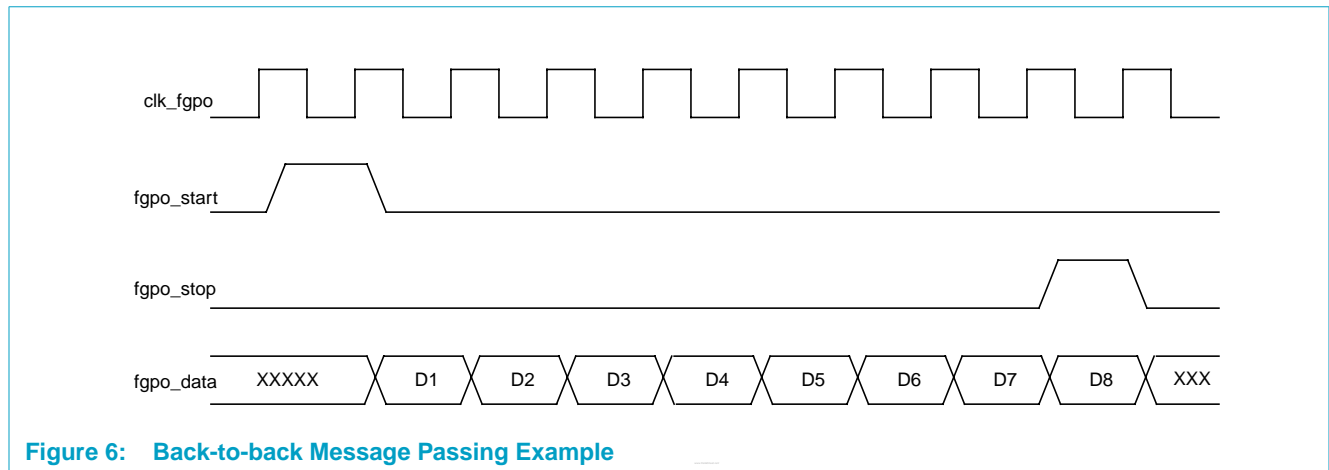 clk_fgpo
fgpo_start
fgpo_stop
fgpo_data XXXXX D1 D2 D3 D4 D5 D6 D7 D8 XXX
Figure 6: Back-to-back Message Passing Example